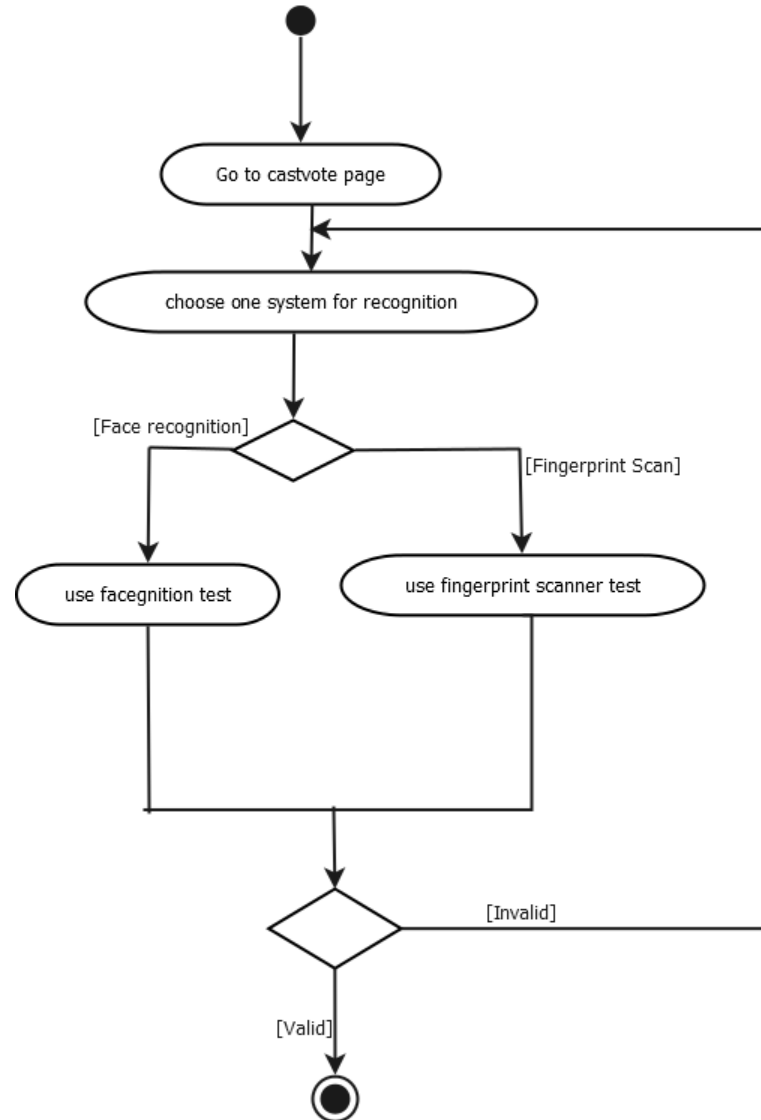 Go to castvote page
choose one system for recognition
[Face recognition]
[Fingerprint Scan]
use facegnition test
use fingerprint scanner test
[Invalid]
[Valid]